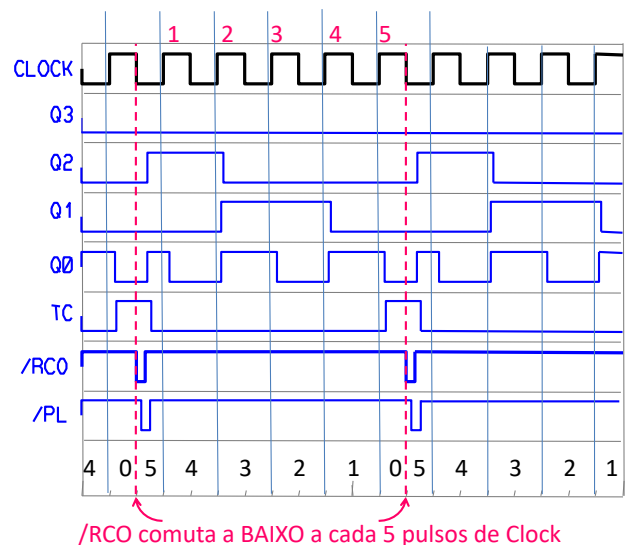 1 2 3 4 5
CLOCK
Q3
Q2
Q1
QØ
TC
/RCO
/PL
4 0 5 4 3 2 1 0 5 4 3 2 1
/RCO comuta a BAIXO a cada 5 pulsos de Clock